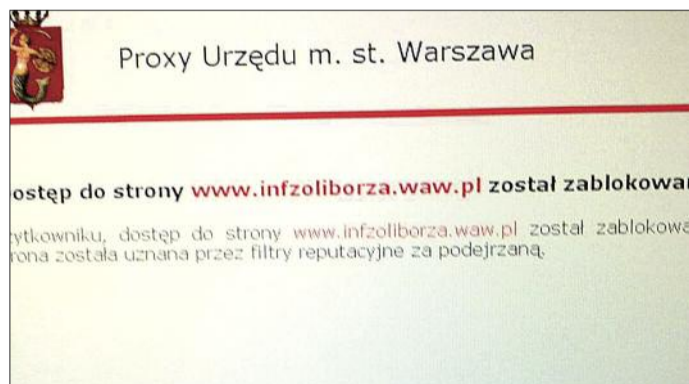 Proxy Urzędu m. st. Warszawa
ostęp do strony www.infzoliborza.waw.pl został zablokowan
ytkowniku, dostęp do strony www.infzoliborza.waw.pl został zablokowa
rona została uznana przez filtry reputacyjne za podejrzaną.